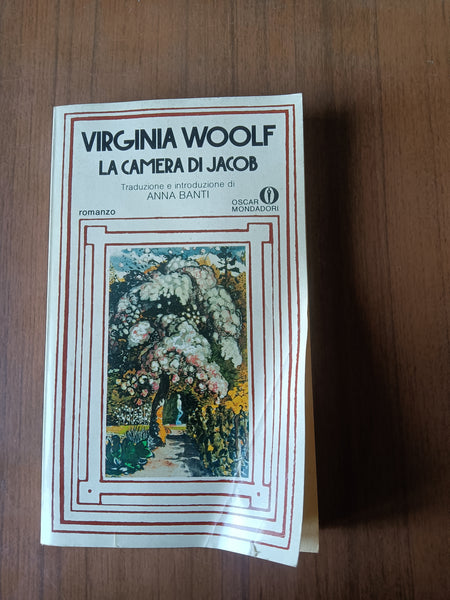 VIRGINIA WOOLF
LA CAMERA DI JACOB
Traduzione e introduzione di
ANNA BANTI
romanzo
OSCAR
MONDADORI